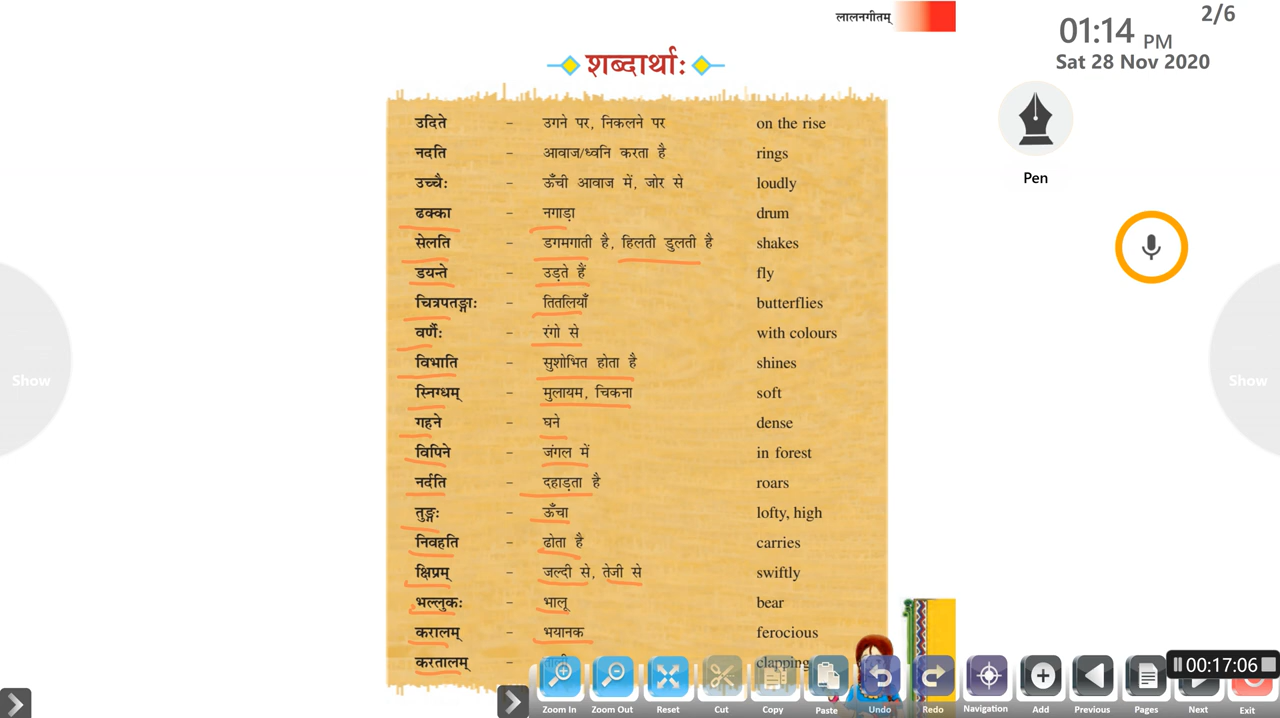 लालनगीतम्
2/6
01:14 PM
Sat 28 Nov 2020
Pen
Show
Show
शब्दार्थाः
उदिते - उगने पर, निकलने पर on the rise
नदति - आवाज/ध्वनि करता है rings
उच्चैः - ऊँची आवाज में, जोर से loudly
ढक्का - नगाड़ा drum
सेलति - डगमगाती है, हिलती डुलती है shakes
डयन्ते - उड़ते हैं fly
चित्रपतङ्गाः - तितलियाँ butterflies
वर्णैः - रंगो से with colours
विभाति - सुशोभित होता है shines
स्निग्धम् - मुलायम, चिकना soft
गहने - घने dense
विपिने - जंगल में in forest
नर्दति - दहाड़ता है roars
तुङ्गः - ऊँचा lofty, high
निवहति - ढोता है carries
क्षिप्रम् - जल्दी से, तेजी से swiftly
भल्लुकः - भालू bear
करालम् - भयानक ferocious
करतालम् - clapping
00:17:06
Zoom In Zoom Out Reset Cut Copy Paste Undo Redo Navigation Add Previous Pages Next Exit